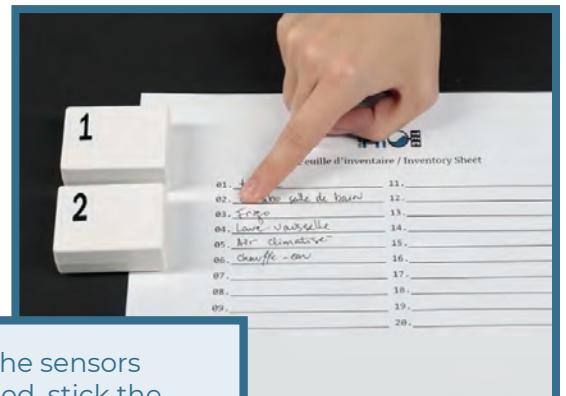 1
2
euille d'inventaire / Inventory Sheet
01.
02. salle de bain
03. Frigo
04. Lave-vaisselle
05. Air climatisé
06. Chauffe-eau
07.
08.
09.
11.
12.
13.
14.
15.
16.
17.
18.
19.
20.
he sensors
ed, stick the